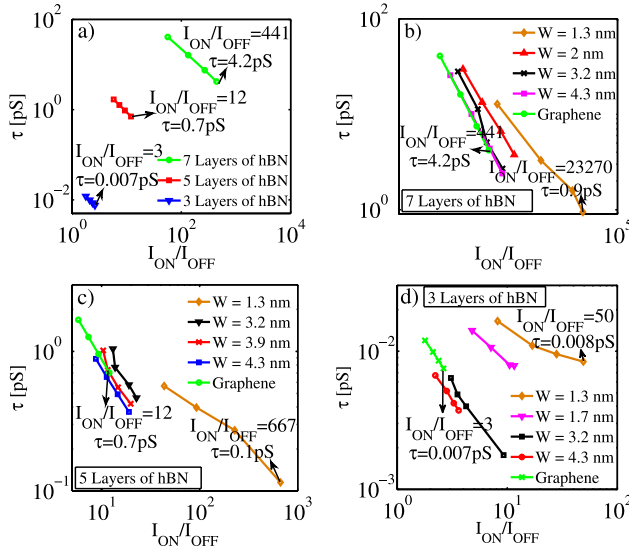 a)
I_ON/I_OFF=441
τ=4.2pS
I_ON/I_OFF=12
τ=0.7pS
I_ON/I_OFF=3
τ=0.007pS
7 Layers of hBN
5 Layers of hBN
3 Layers of hBN
τ [pS]
10^2
10^0
10^-2
10^0
10^2
10^4
I_ON/I_OFF
b)
W = 1.3 nm
W = 2 nm
W = 3.2 nm
W = 4.3 nm
Graphene
I_ON/I_OFF=441
τ=4.2pS
I_ON/I_OFF=23270
τ=0.9pS
7 Layers of hBN
τ [pS]
10^2
10^0
10^5
I_ON/I_OFF
c)
W = 1.3 nm
W = 3.2 nm
W = 3.9 nm
W = 4.3 nm
Graphene
I_ON/I_OFF=12
τ=0.7pS
I_ON/I_OFF=667
τ=0.1pS
5 Layers of hBN
τ [pS]
10^0
10^-1
10^1
10^2
10^3
I_ON/I_OFF
d)
3 Layers of hBN
I_ON/I_OFF=50
τ=0.008pS
I_ON/I_OFF=3
τ=0.007pS
W = 1.3 nm
W = 1.7 nm
W = 3.2 nm
W = 4.3 nm
Graphene
τ [pS]
10^-2
10^-3
10^0
10^1
10^2
I_ON/I_OFF